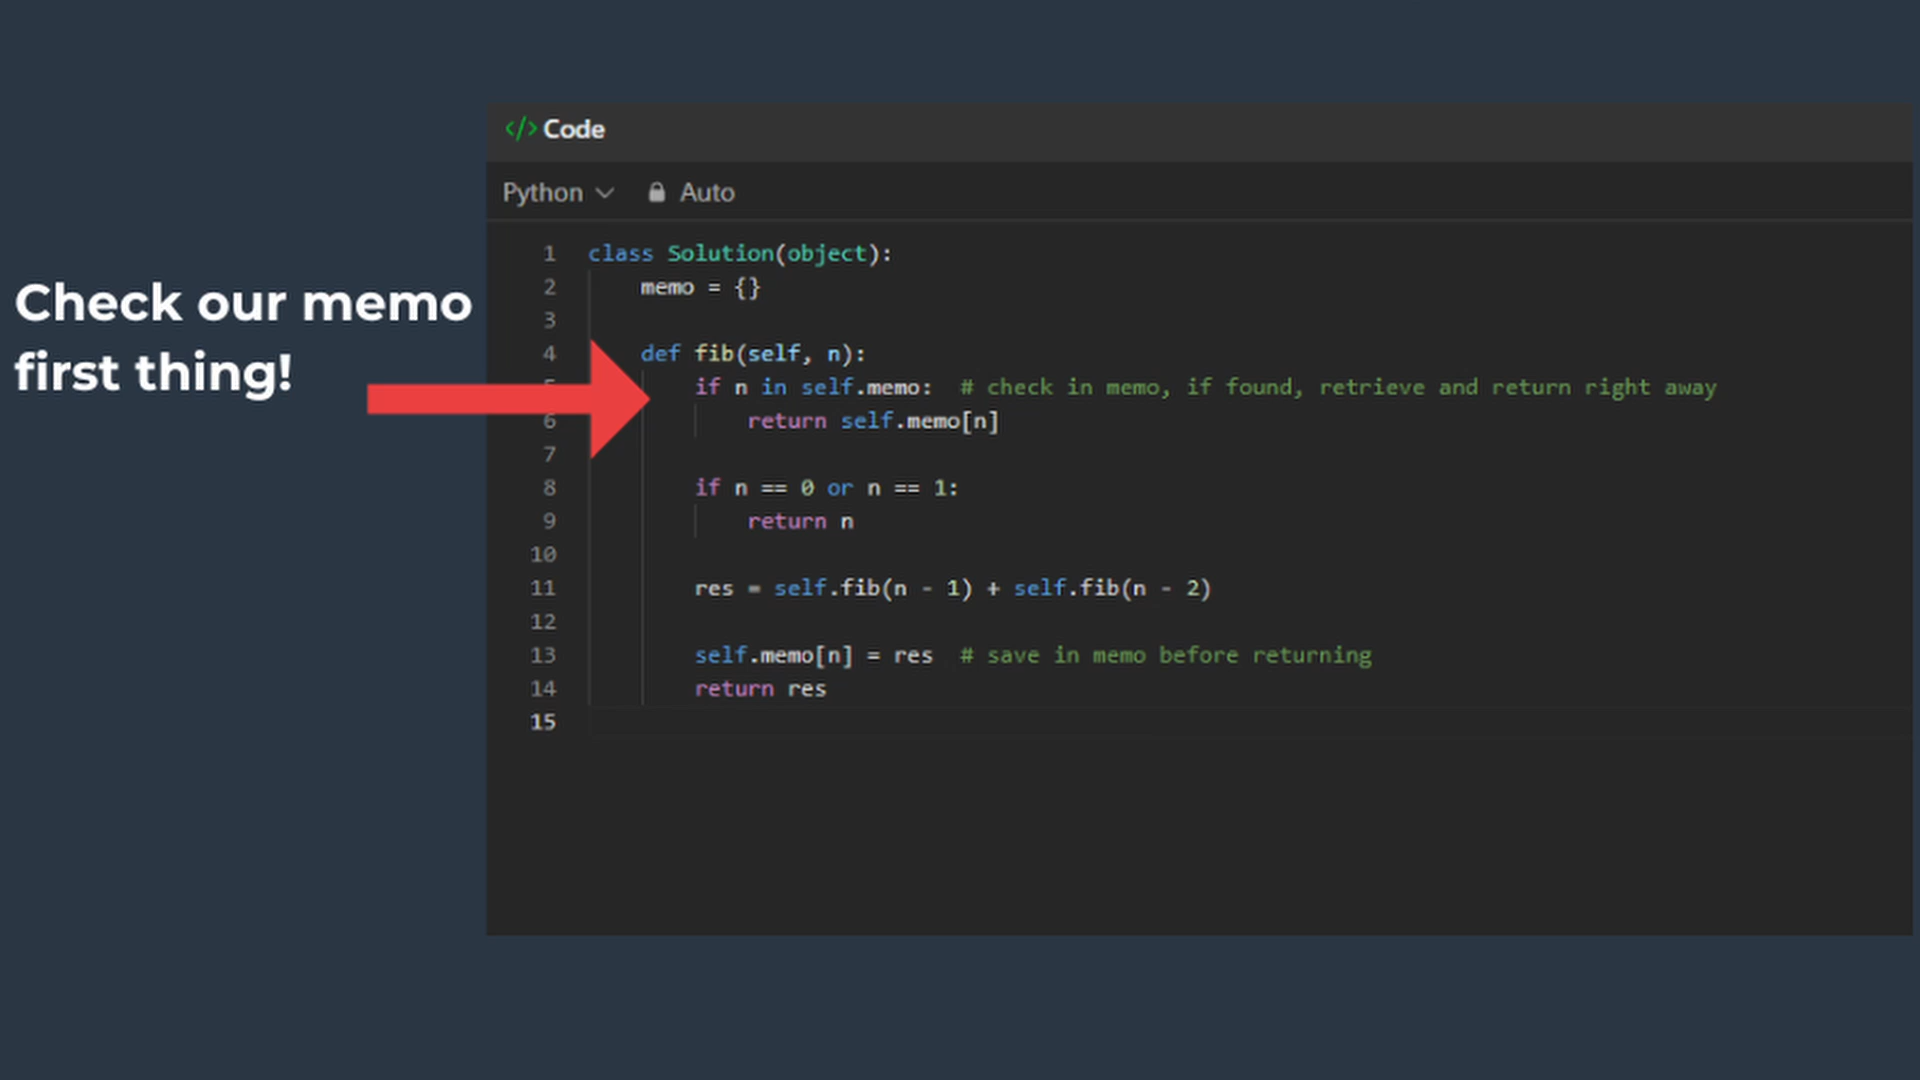 Check our memo
first thing!
</> Code
Python Auto
1 class Solution(object):
2     memo = {}
3
4     def fib(self, n):
        if n in self.memo:  # check in memo, if found, retrieve and return right away
6             return self.memo[n]
7
8         if n == 0 or n == 1:
9             return n
10
11         res = self.fib(n - 1) + self.fib(n - 2)
12
13         self.memo[n] = res  # save in memo before returning
14         return res
15